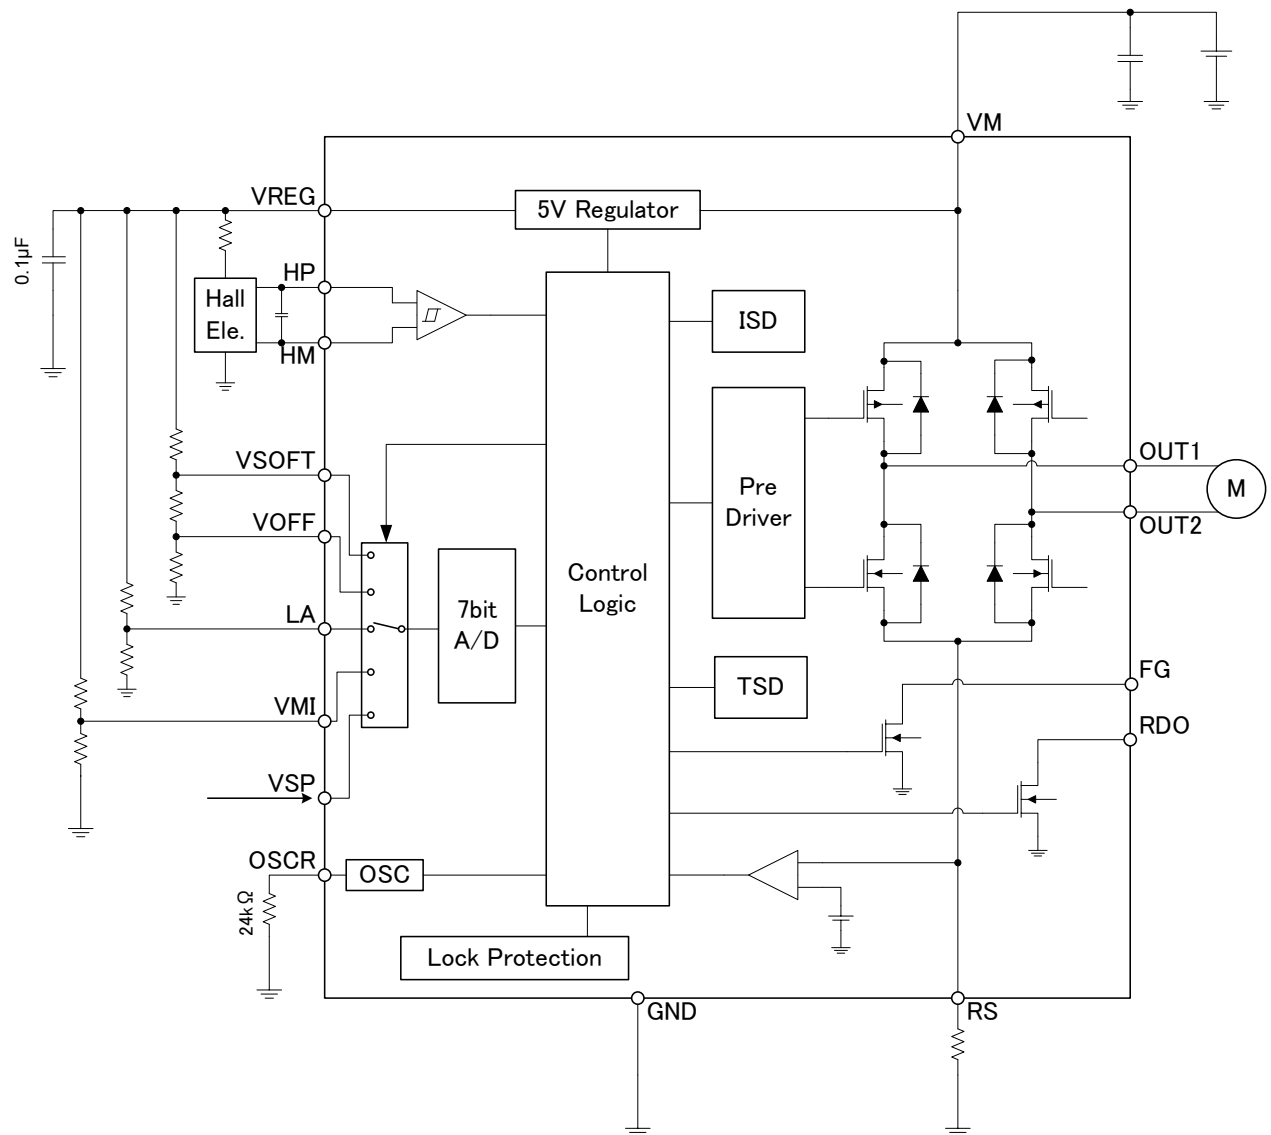 VM
VREG
5V Regulator
0.1μF
HP
Hall
Ele.
HM
ISD
VSOFT
VOFF
OUT1
M
OUT2
Pre
Driver
Control
Logic
7bit
A/D
LA
TSD
FG
VMI
RDO
VSP
OSCR
OSC
24kΩ
Lock Protection
GND
RS